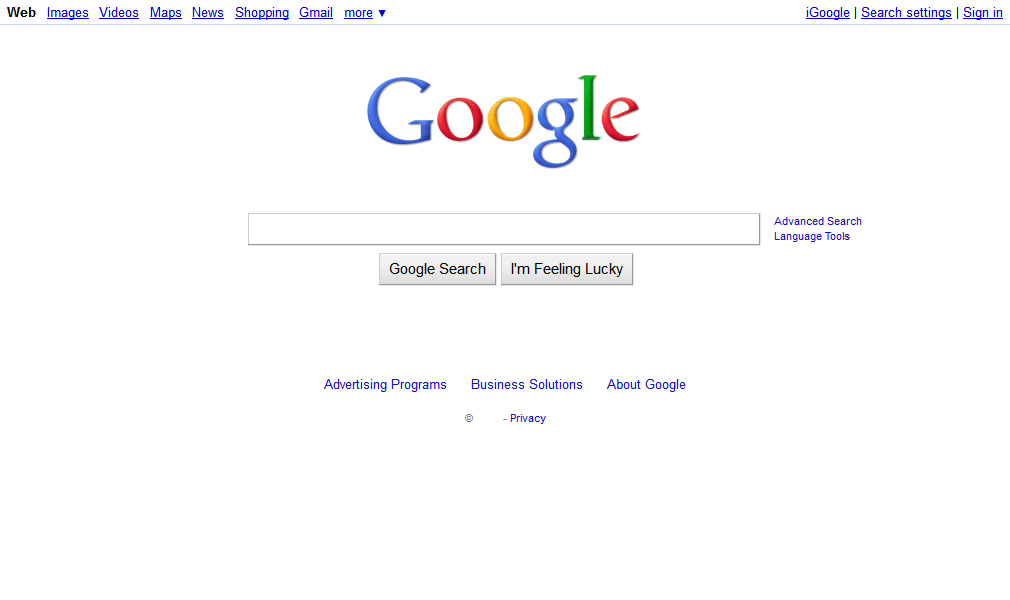 Web Images Videos Maps News Shopping Gmail more ▼ iGoogle | Search settings | Sign in
Google
Advanced Search
Language Tools
Google Search I'm Feeling Lucky
Advertising Programs Business Solutions About Google
© - Privacy